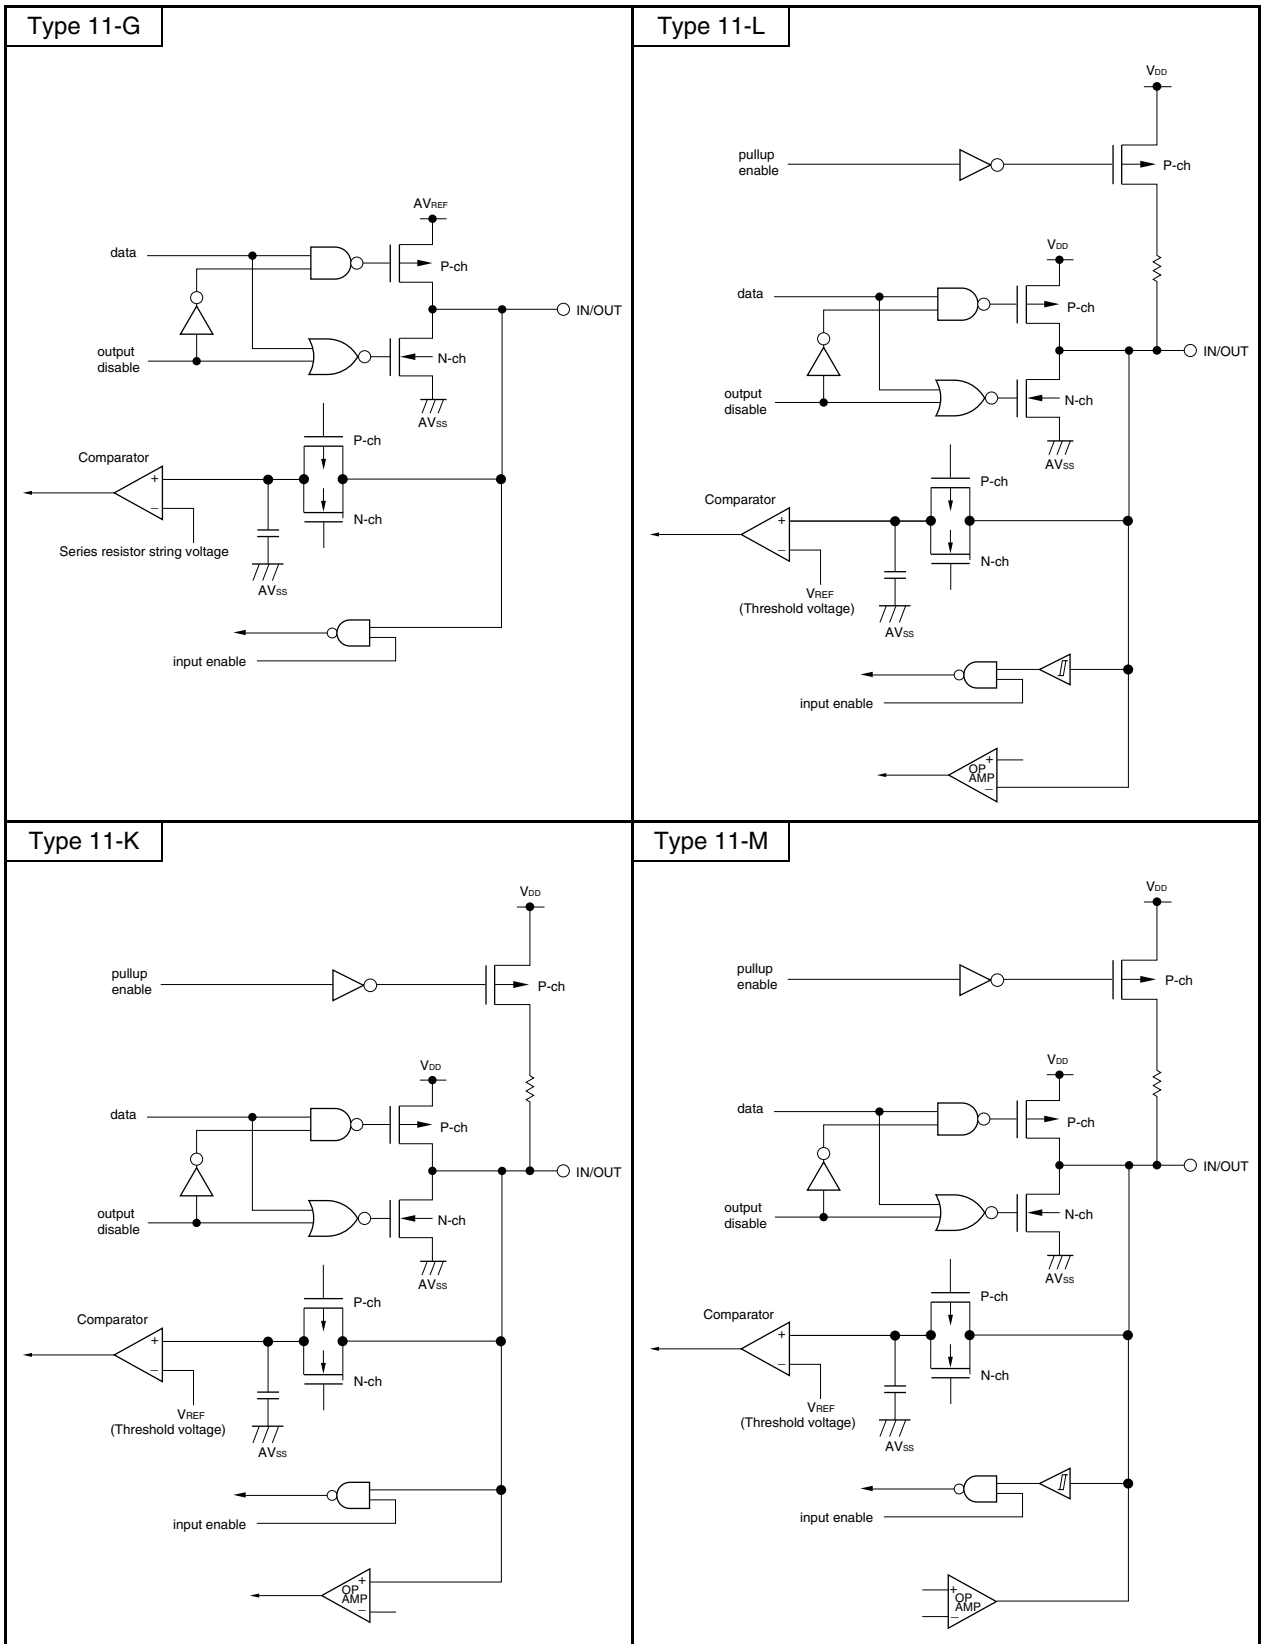 Type 11-G
AVREF
data
P-ch
IN/OUT
output
disable
N-ch
AVSS
P-ch
Comparator
+
–
N-ch
Series resistor string voltage
AVSS
input enable
Type 11-L
VDD
pullup
enable
P-ch
VDD
data
P-ch
IN/OUT
output
disable
N-ch
AVSS
P-ch
Comparator
+
–
N-ch
VREF
(Threshold voltage)
AVSS
input enable
+
OP
AMP
–
Type 11-K
VDD
pullup
enable
P-ch
VDD
data
P-ch
IN/OUT
output
disable
N-ch
AVSS
P-ch
Comparator
+
–
N-ch
VREF
(Threshold voltage)
AVSS
input enable
+
OP
AMP
–
Type 11-M
VDD
pullup
enable
P-ch
VDD
data
P-ch
IN/OUT
output
disable
N-ch
AVSS
P-ch
Comparator
+
–
N-ch
VREF
(Threshold voltage)
AVSS
input enable
+
OP
AMP
–